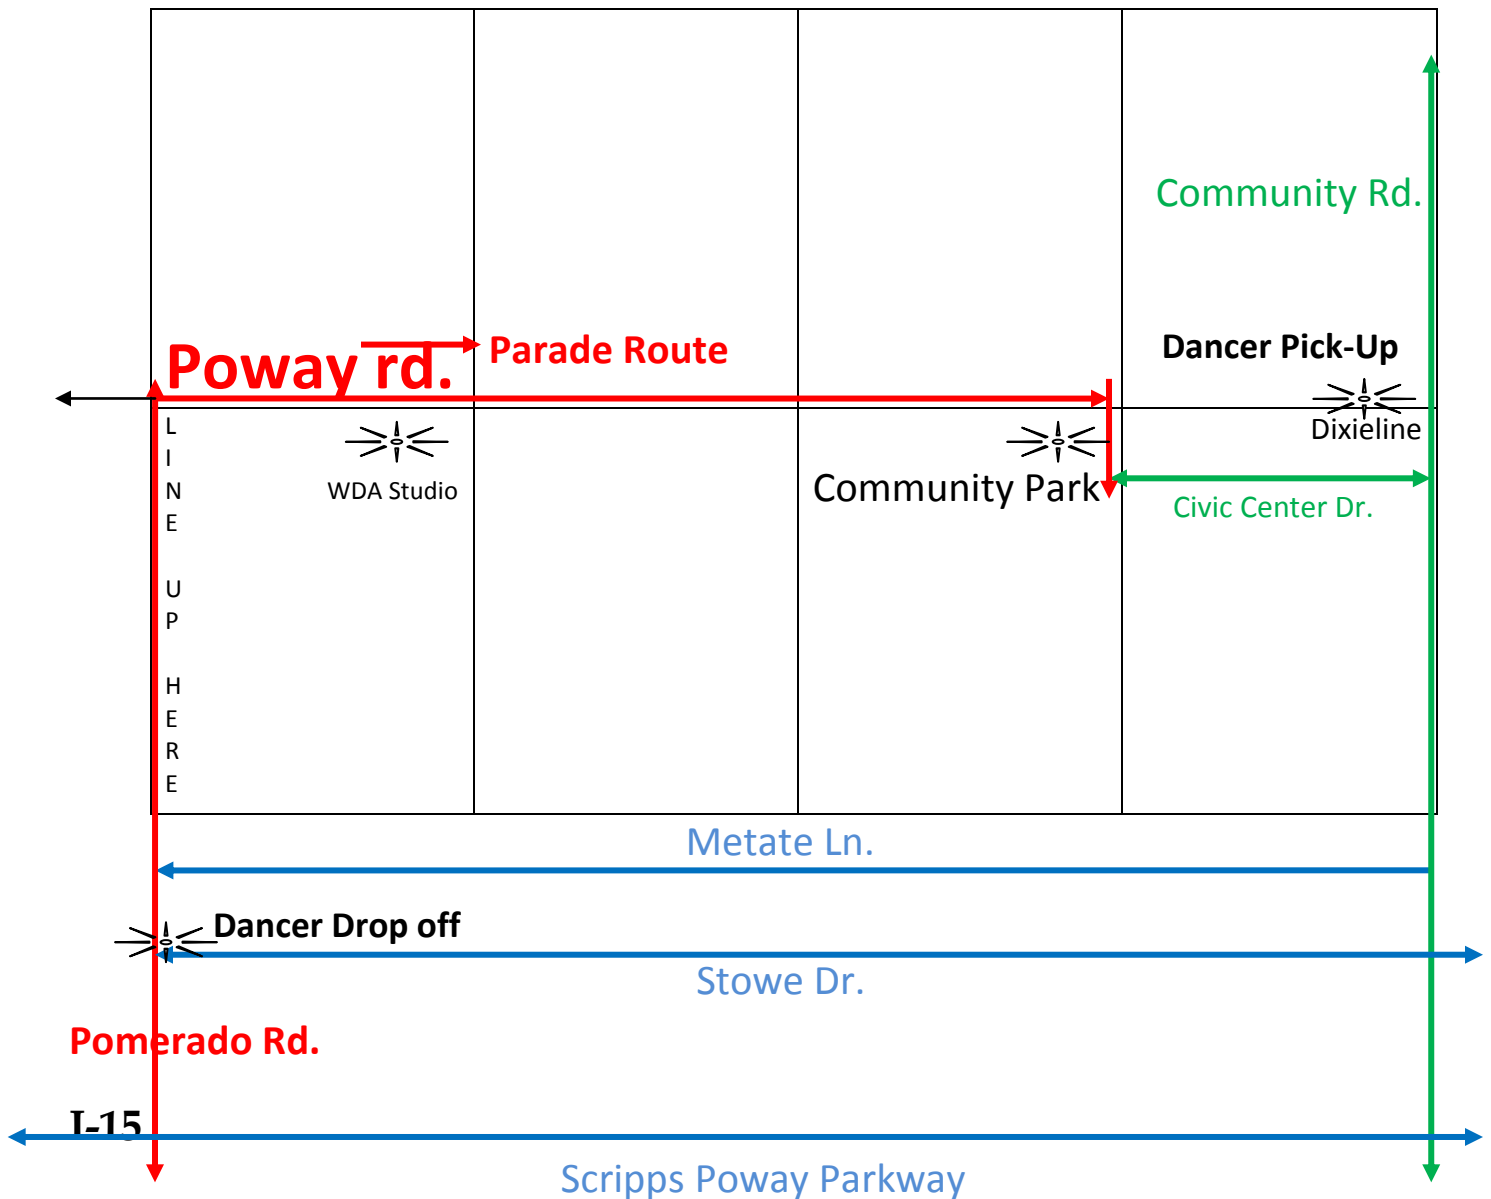 Community Rd.
Poway rd.
Parade Route
Dancer Pick-Up
L
I
N
E
U
P
H
E
R
E
Dixieline
WDA Studio
Community Park
Civic Center Dr.
Metate Ln.
Dancer Drop off
Stowe Dr.
Pomerado Rd.
I-15
Scripps Poway Parkway